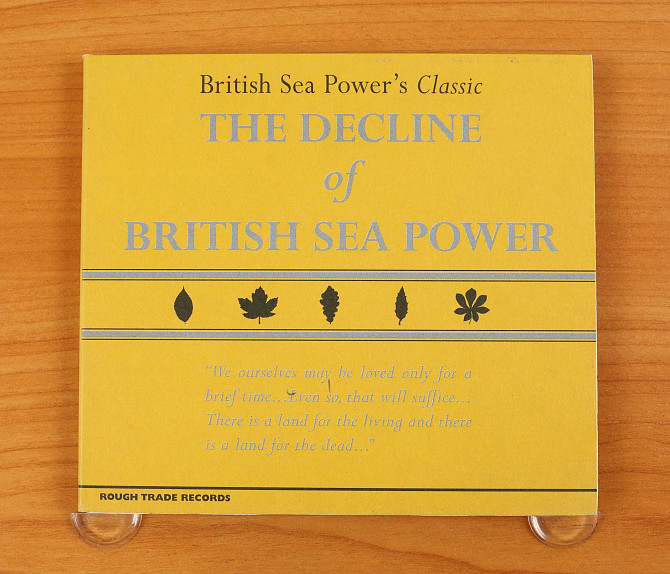 British Sea Power's Classic
THE DECLINE
of
BRITISH SEA POWER
"We ourselves may be loved only for a
brief time...Even so, that will suffice...
There is a land for the living and there
is a land for the dead..."
ROUGH TRADE RECORDS